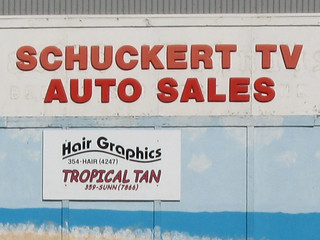 SCHUCKERT TV
AUTO SALES
Hair Graphics
354-HAIR (4247)
TROPICAL TAN
359-SUNN (7866)